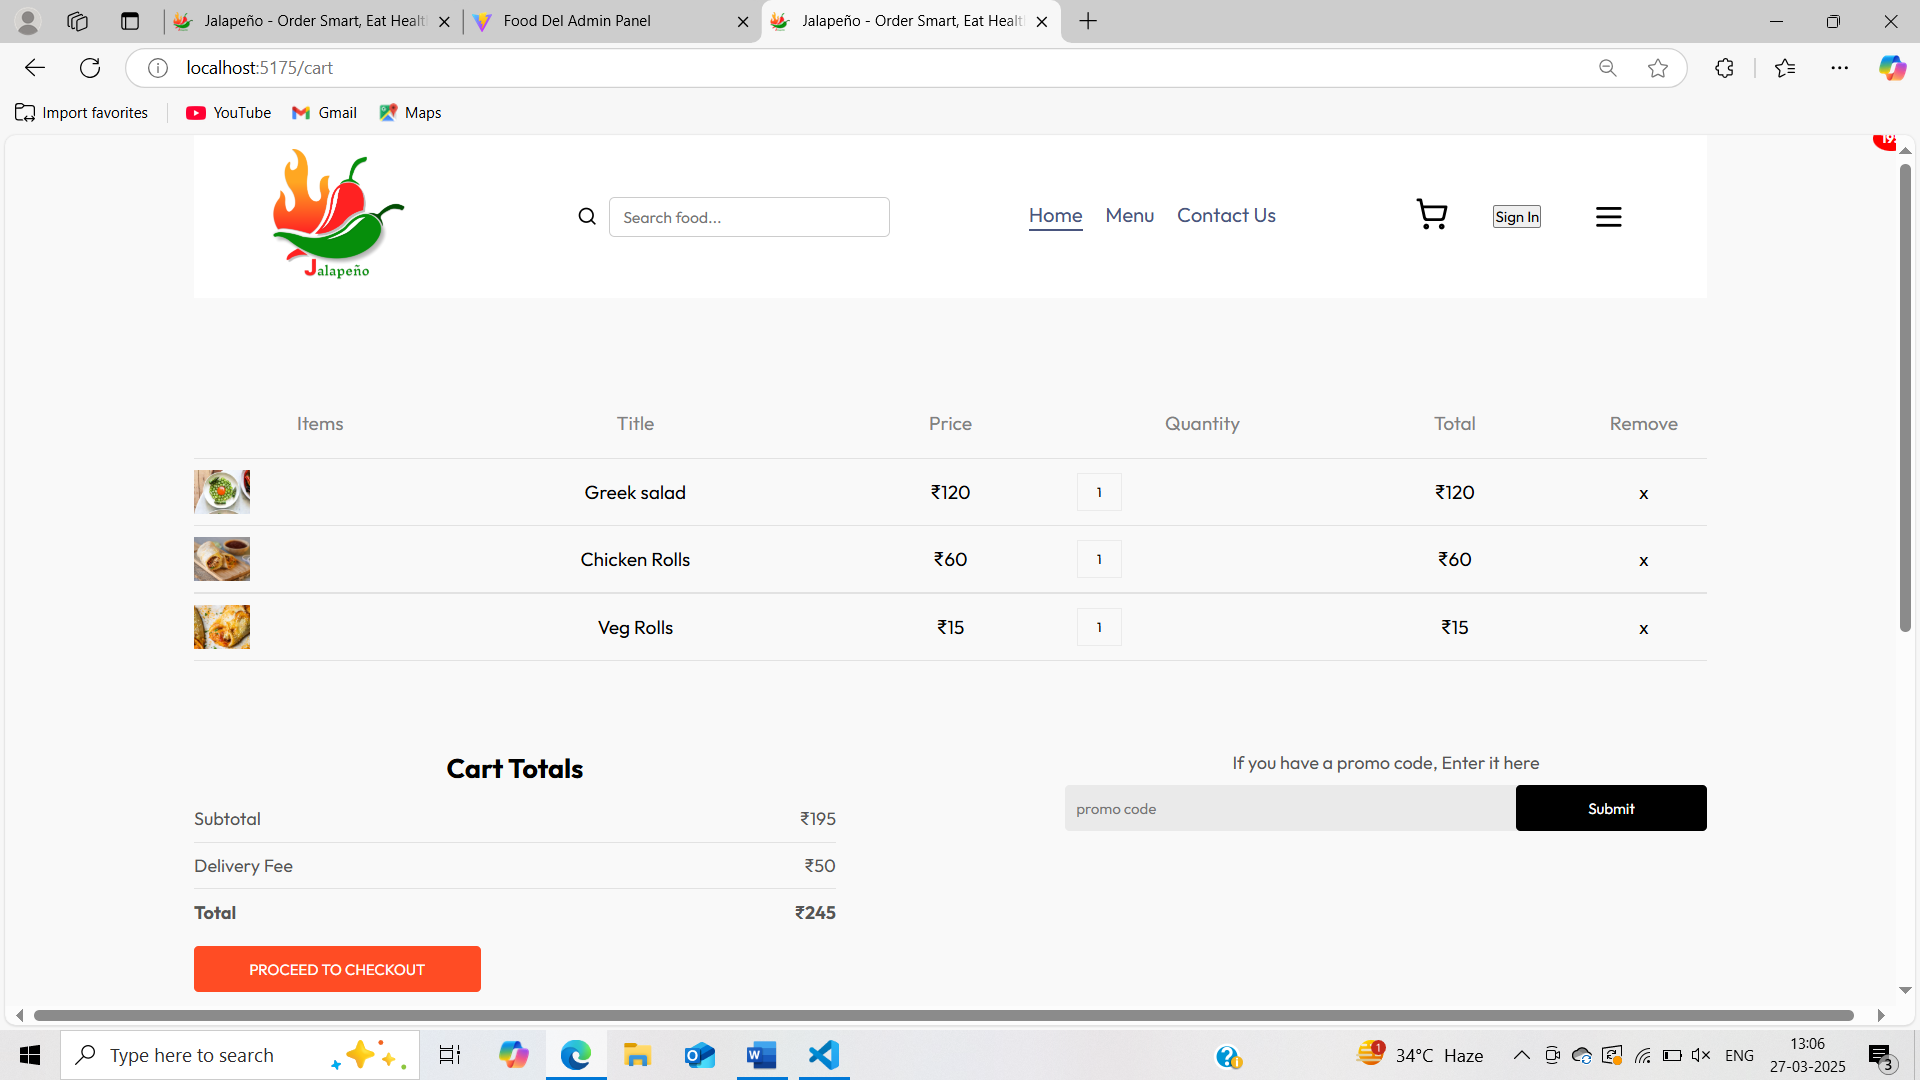 Jalapeño - Order Smart, Eat Healt
Food Del Admin Panel
Jalapeño - Order Smart, Eat Healt
localhost:5175/cart
Import favorites
YouTube
Gmail
Maps
Jalapeño
Search food...
Home
Menu
Contact Us
Sign In
Items Title Price Quantity Total Remove
Greek salad ₹120 1 ₹120 x
Chicken Rolls ₹60 1 ₹60 x
Veg Rolls ₹15 1 ₹15 x
Cart Totals
Subtotal ₹195
Delivery Fee ₹50
Total ₹245
PROCEED TO CHECKOUT
If you have a promo code, Enter it here
promo code
Submit
Type here to search
1
34°C Haze
ENG
13:06
27-03-2025
3